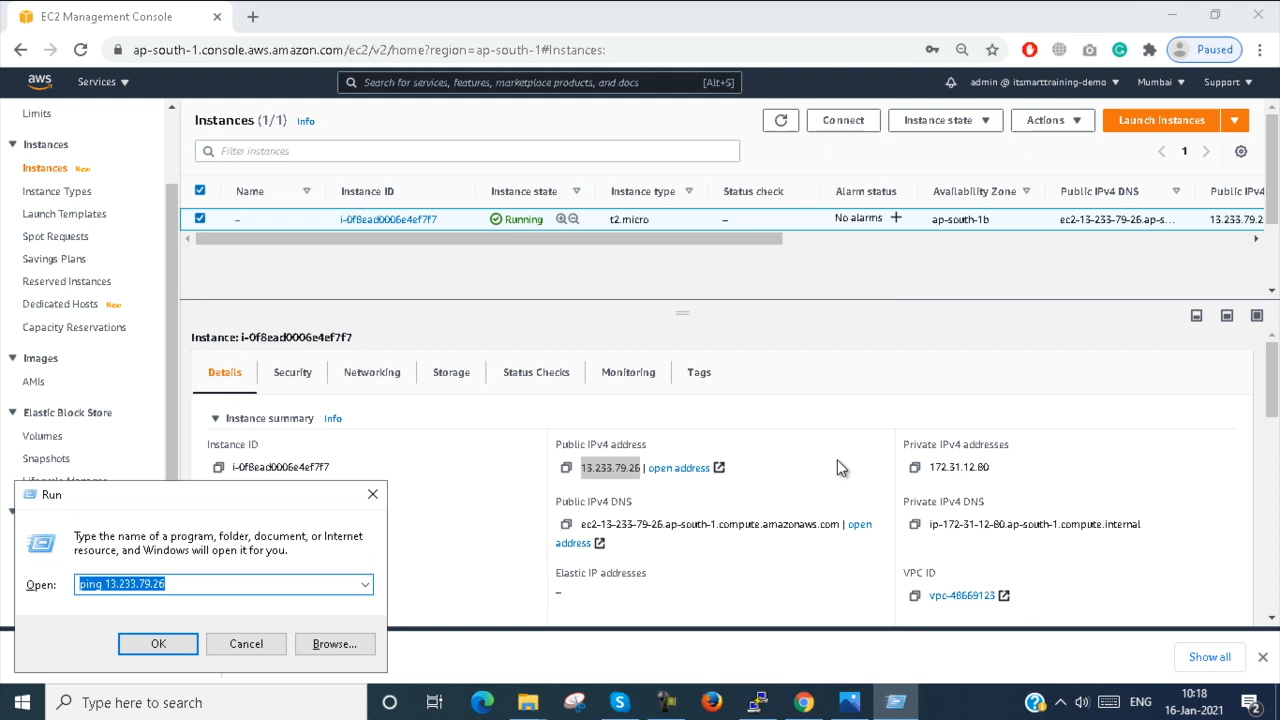 EC2 Management Console
ap-south-1.console.aws.amazon.com/ec2/v2/home?region=ap-south-1#Instances:
Paused
aws
Services
Search for services, features, marketplace products, and docs
[Alt+S]
admin @ itsmarttraining-demo
Mumbai
Support
Limits
Instances
Instances New
Instance Types
Launch Templates
Spot Requests
Savings Plans
Reserved Instances
Dedicated Hosts New
Capacity Reservations
Images
AMIs
Elastic Block Store
Volumes
Snapshots
Instances (1/1) Info
Connect
Instance state
Actions
Launch instances
Filter instances
1
Name
Instance ID
Instance state
Instance type
Status check
Alarm status
Availability Zone
Public IPv4 DNS
Public IPv4
–
i-0f8ead0006e4ef7f7
Running
t2.micro
–
No alarms
ap-south-1b
ec2-13-233-79-26.ap-s...
13.233.79.2
Instance: i-0f8ead0006e4ef7f7
Details
Security
Networking
Storage
Status Checks
Monitoring
Tags
Instance summary Info
Instance ID
i-0f8ead0006e4ef7f7
Public IPv4 address
13.233.79.26 | open address
Private IPv4 addresses
172.31.12.80
Public IPv4 DNS
ec2-13-233-79-26.ap-south-1.compute.amazonaws.com | open
address
Private IPv4 DNS
ip-172-31-12-80.ap-south-1.compute.internal
Elastic IP addresses
–
VPC ID
vpc-48669123
Run
Type the name of a program, folder, document, or Internet
resource, and Windows will open it for you.
Open:
ping 13.233.79.26
OK
Cancel
Browse...
Show all
Type here to search
ENG
10:18
16-Jan-2021
2